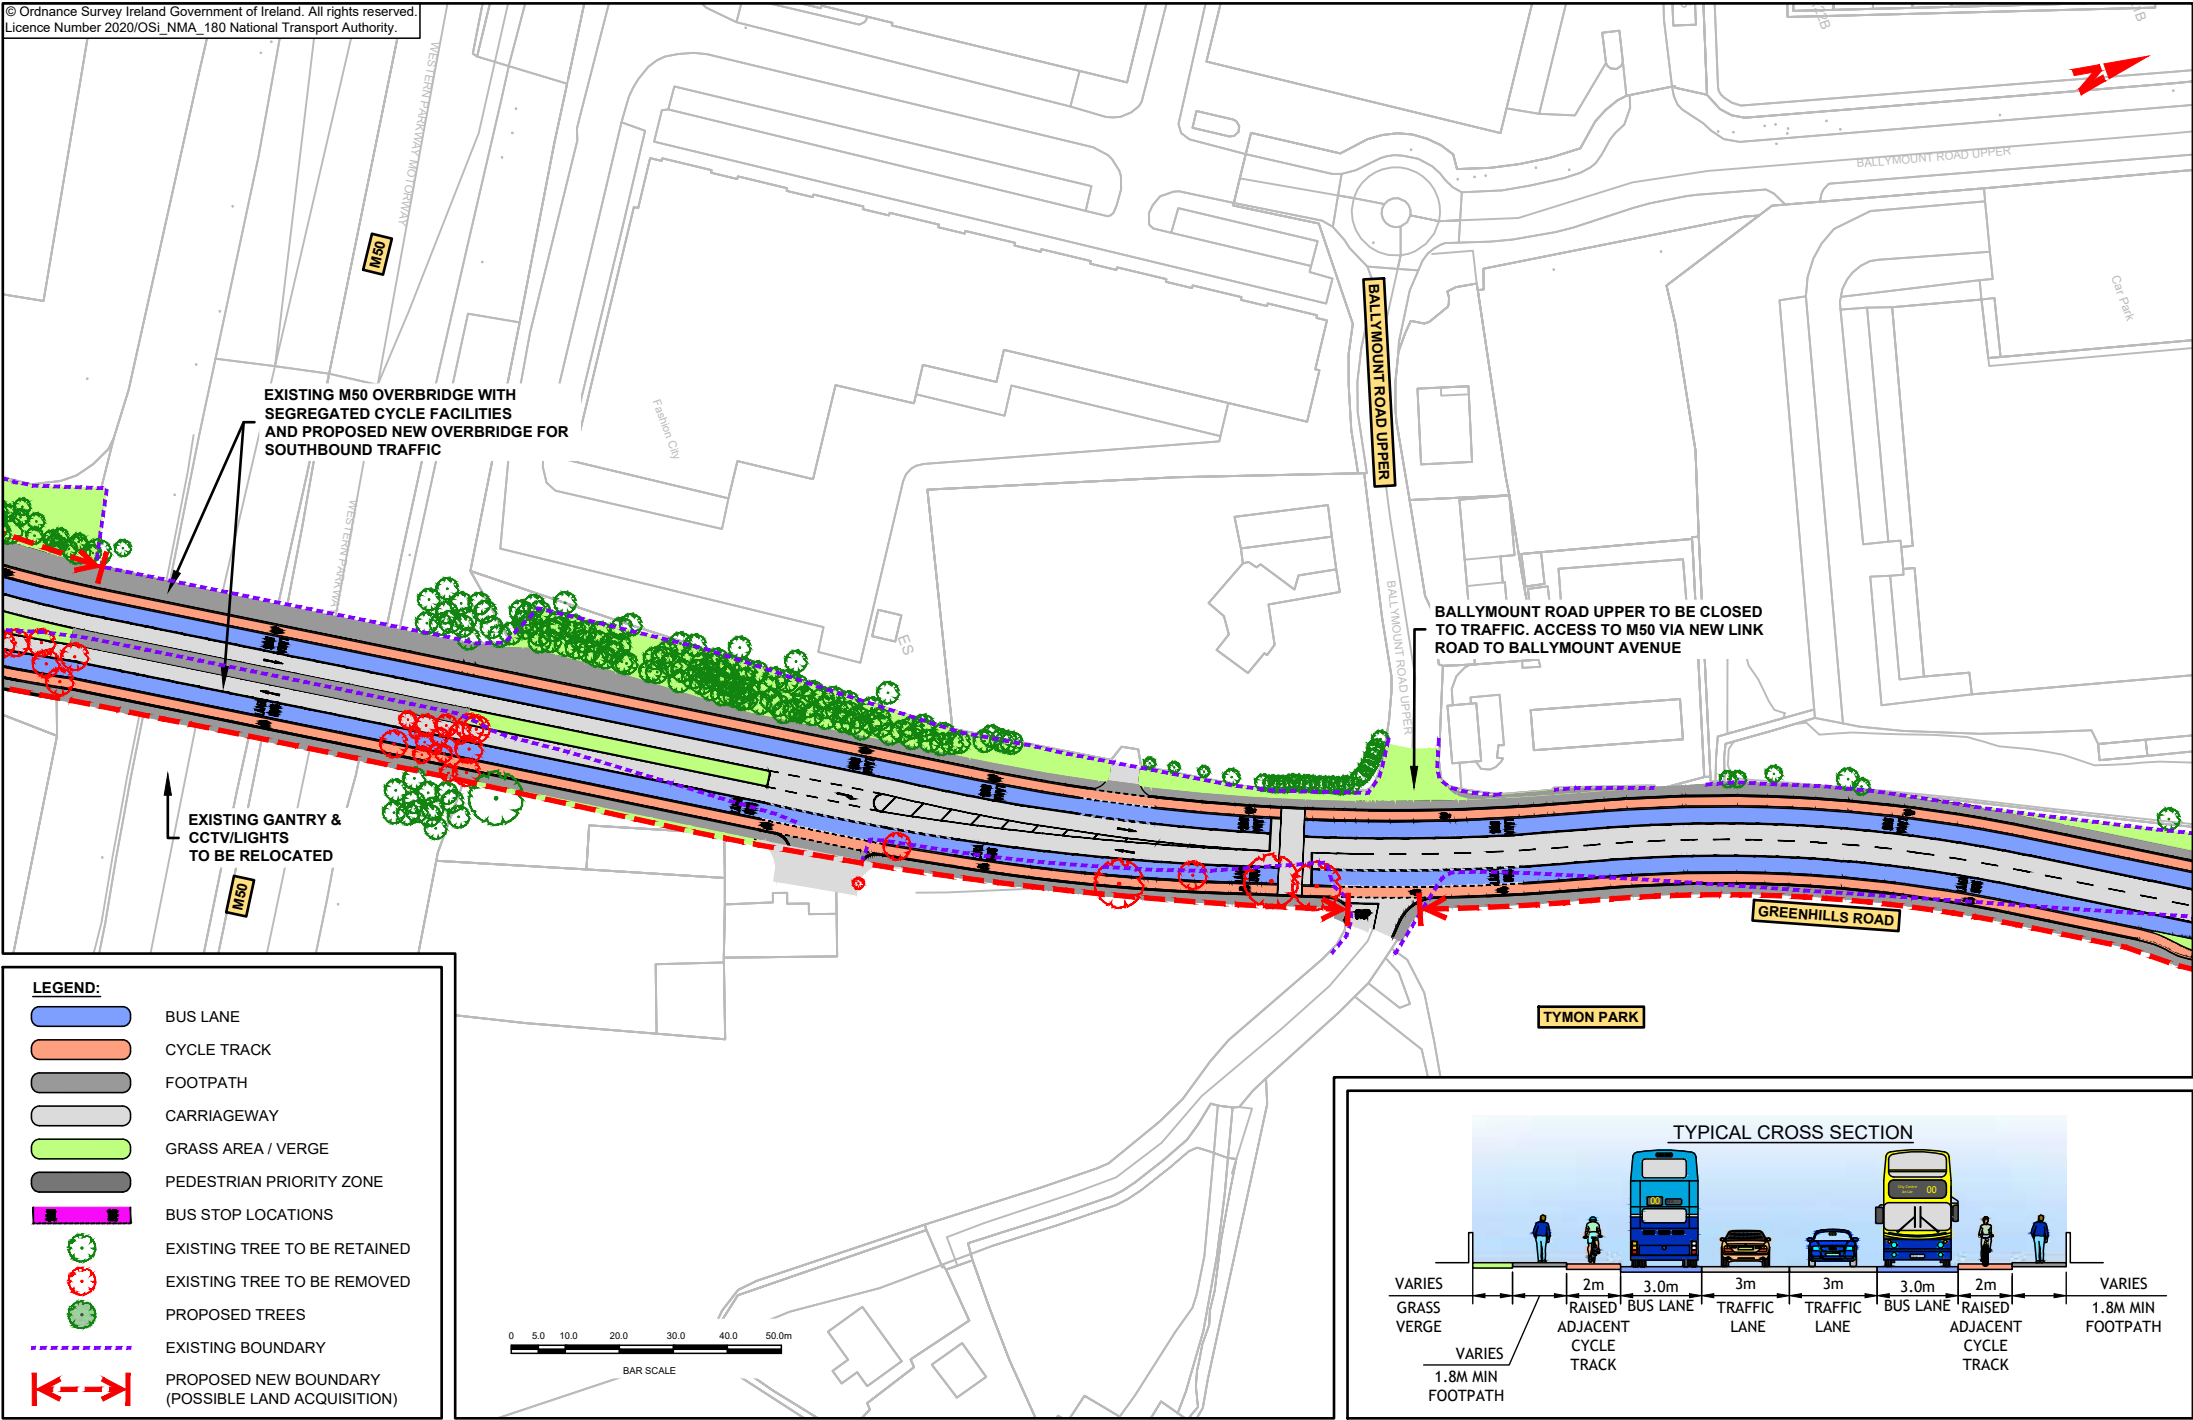 © Ordnance Survey Ireland Government of Ireland. All rights reserved.
Licence Number 2020/OSi_NMA_180 National Transport Authority.
WESTERN PARKWAY MOTORWAY
M50
BALLYMOUNT ROAD UPPER
BALLYMOUNT ROAD UPPER
Car Park
EXISTING M50 OVERBRIDGE WITH
SEGREGATED CYCLE FACILITIES
AND PROPOSED NEW OVERBRIDGE FOR
SOUTHBOUND TRAFFIC
Fashion City
WESTERN PARKWA
ES
BALLYMOUNT ROAD UPPER
BALLYMOUNT ROAD UPPER TO BE CLOSED
TO TRAFFIC. ACCESS TO M50 VIA NEW LINK
ROAD TO BALLYMOUNT AVENUE
EXISTING GANTRY &
CCTV/LIGHTS
TO BE RELOCATED
M50
GREENHILLS ROAD
TYMON PARK
LEGEND:
BUS LANE
CYCLE TRACK
FOOTPATH
CARRIAGEWAY
GRASS AREA / VERGE
PEDESTRIAN PRIORITY ZONE
BUS STOP LOCATIONS
EXISTING TREE TO BE RETAINED
EXISTING TREE TO BE REMOVED
PROPOSED TREES
EXISTING BOUNDARY
PROPOSED NEW BOUNDARY
(POSSIBLE LAND ACQUISITION)
0 5.0 10.0 20.0 30.0 40.0 50.0m
BAR SCALE
TYPICAL CROSS SECTION
00
00
VARIES 2m 3.0m 3m 3m 3.0m 2m VARIES
GRASS VERGE
RAISED ADJACENT CYCLE TRACK
BUS LANE
TRAFFIC LANE
TRAFFIC LANE
BUS LANE
RAISED ADJACENT CYCLE TRACK
1.8M MIN FOOTPATH
VARIES
1.8M MIN
FOOTPATH